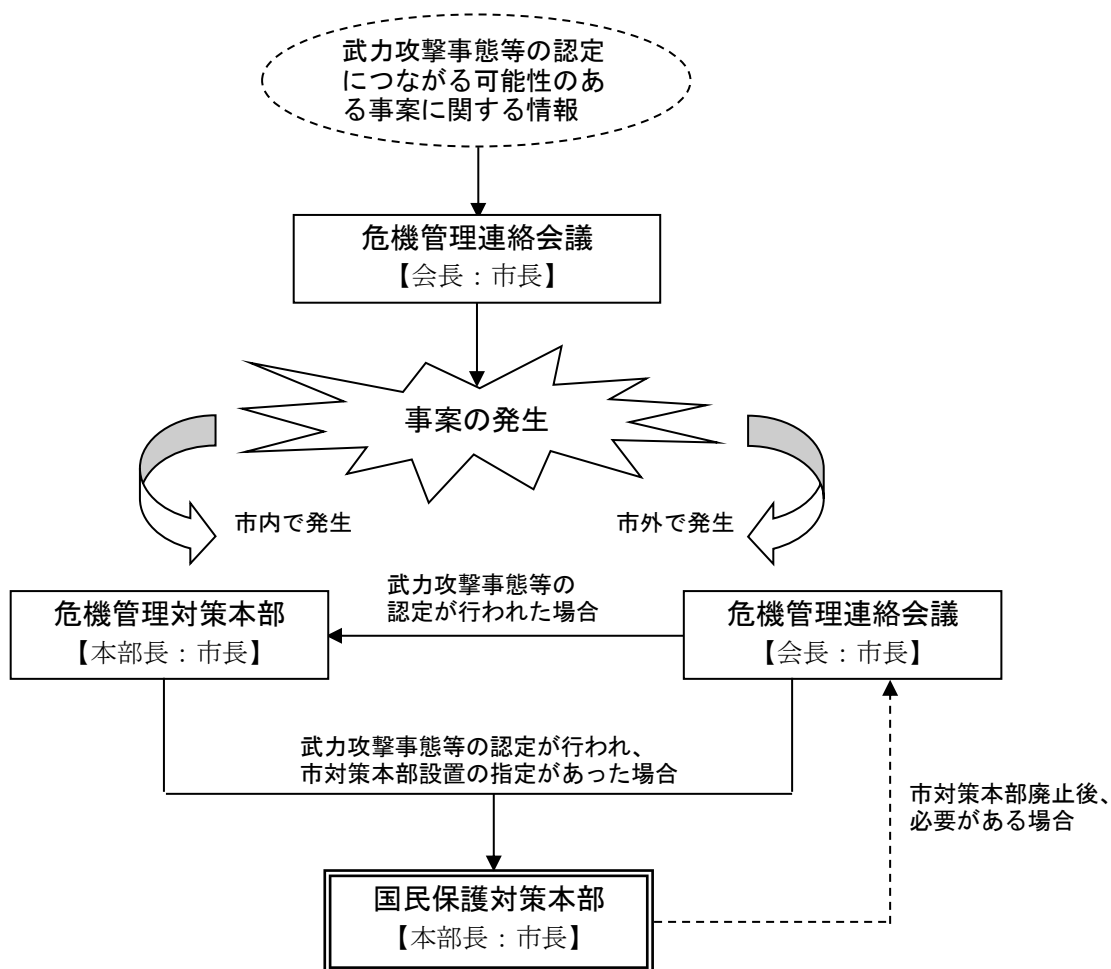 武力攻撃事態等の認定
につながる可能性のあ
る事案に関する情報
危機管理連絡会議
【会長：市長】
事案の発生
市内で発生
市外で発生
武力攻撃事態等の
認定が行われた場合
危機管理対策本部
【本部長：市長】
危機管理連絡会議
【会長：市長】
武力攻撃事態等の認定が行われ、
市対策本部設置の指定があった場合
市対策本部廃止後、
必要がある場合
国民保護対策本部
【本部長：市長】